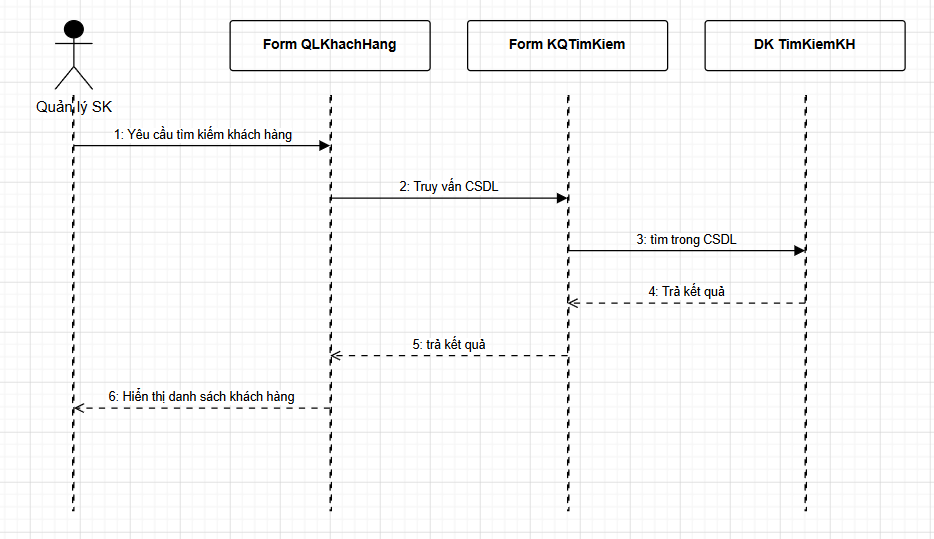 Form QLKhachHang
Form KQTimKiem
DK TimKiemKH
Quản lý SK
1: Yêu cầu tìm kiếm khách hàng
2: Truy vấn CSDL
3: tìm trong CSDL
4: Trả kết quả
5: trả kết quả
6: Hiển thị danh sách khách hàng